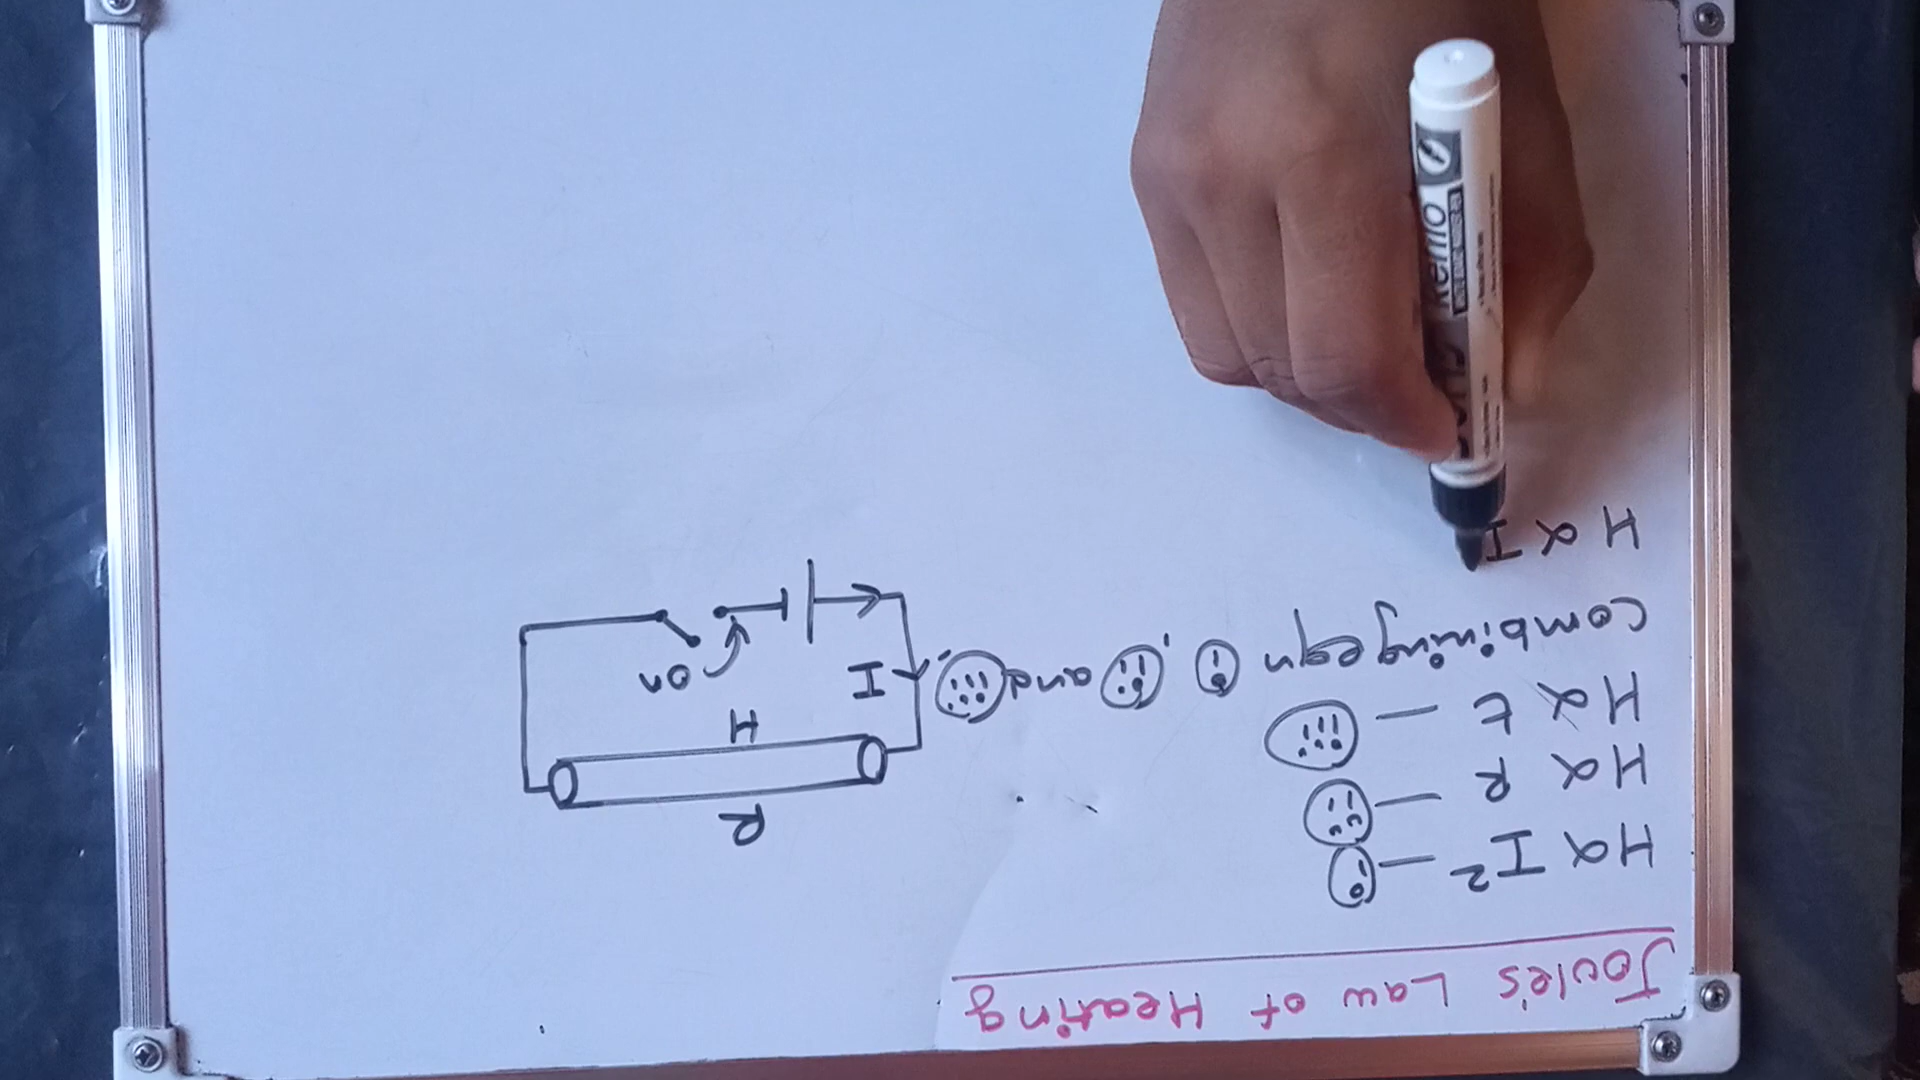 Joule's Law of Heating
H α I² — (i)
H α R — (ii)
H α t — (iii)
Combining eqn (i), (ii) and (iii)
H α I
R
H
I
on